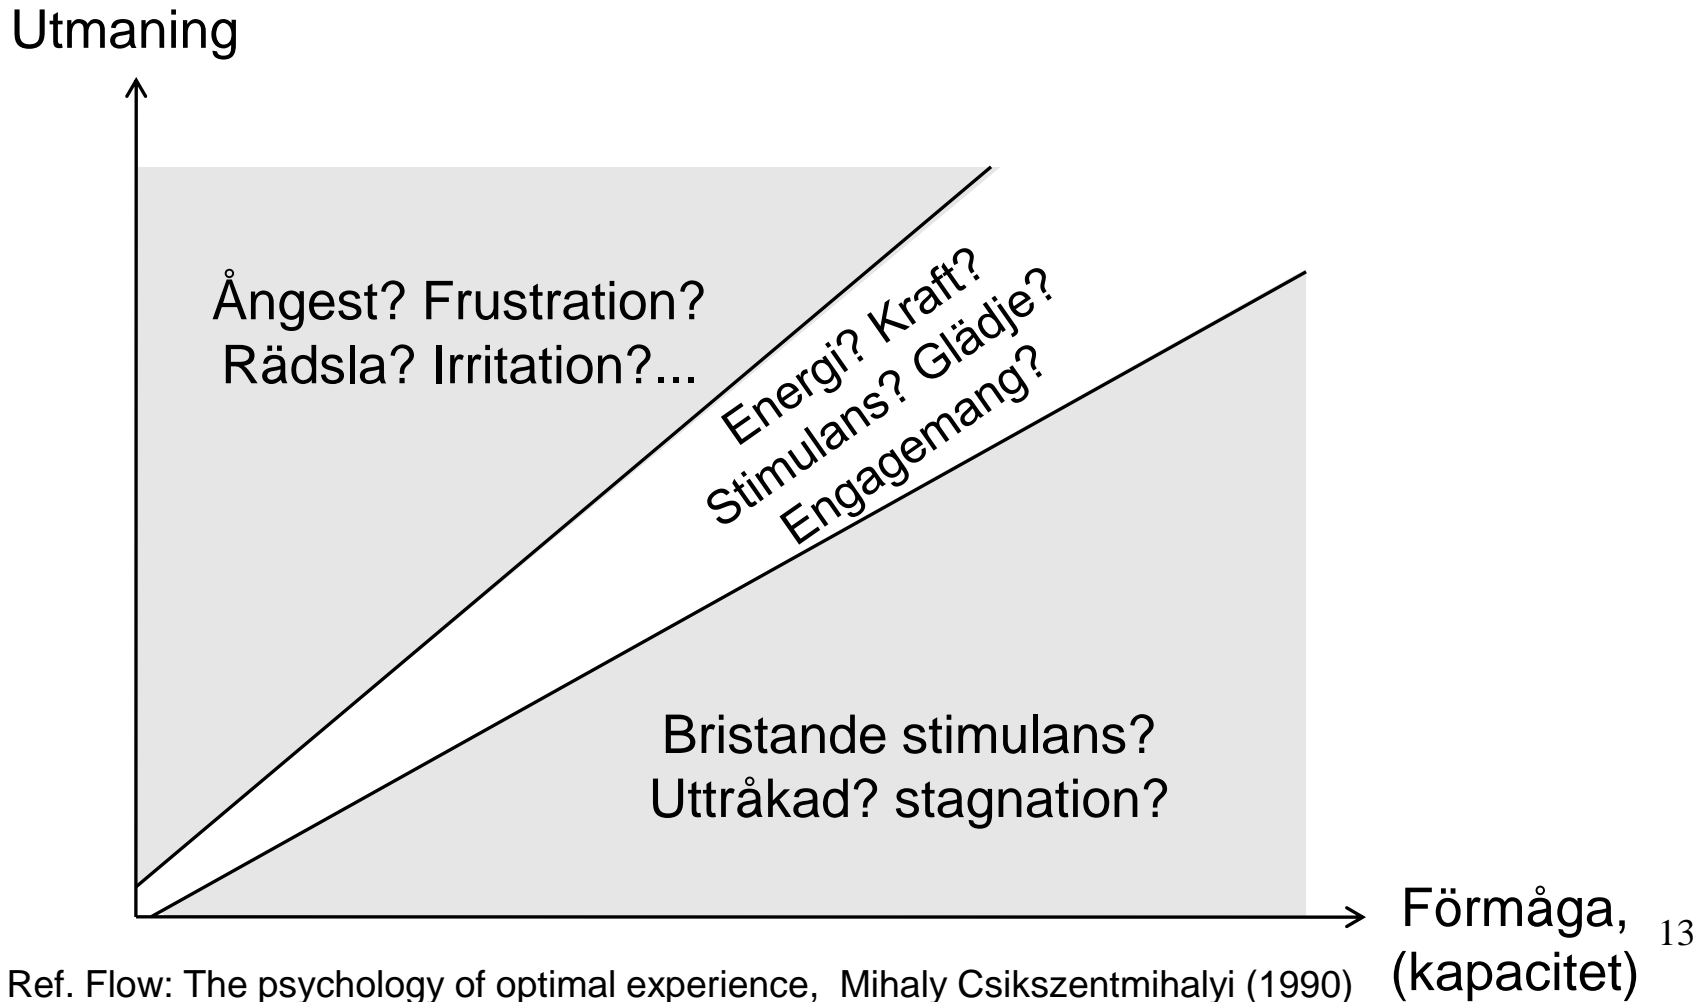 Utmaning
Ångest? Frustration?
Rädsla? Irritation?...
Energi? Kraft?
Stimulans? Glädje?
Engagemang?
Bristande stimulans?
Uttråkad? stagnation?
Förmåga,
(kapacitet)
13
Ref. Flow: The psychology of optimal experience, Mihaly Csikszentmihalyi (1990)